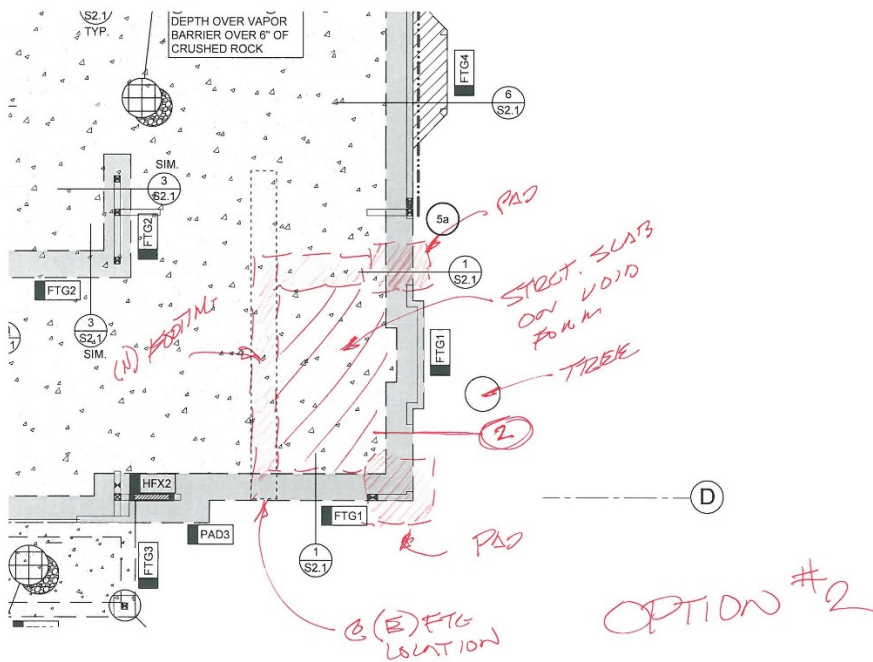 S2.1
TYP.
DEPTH OVER VAPOR
BARRIER OVER 6" OF
CRUSHED ROCK
FTG4
6
S2.1
SIM.
3
S2.1
5a
PAD
FTG2
1
S2.1
STRCT. SLAB
ON VOID
FORM
FTG2
3
S2.1
SIM.
(N) FOOTING
FTG1
TREE
2
HFX2
D
FTG1
PAD3
PAD
FTG3
1
S2.1
OPTION #2
@ (E) FTG
LOCATION